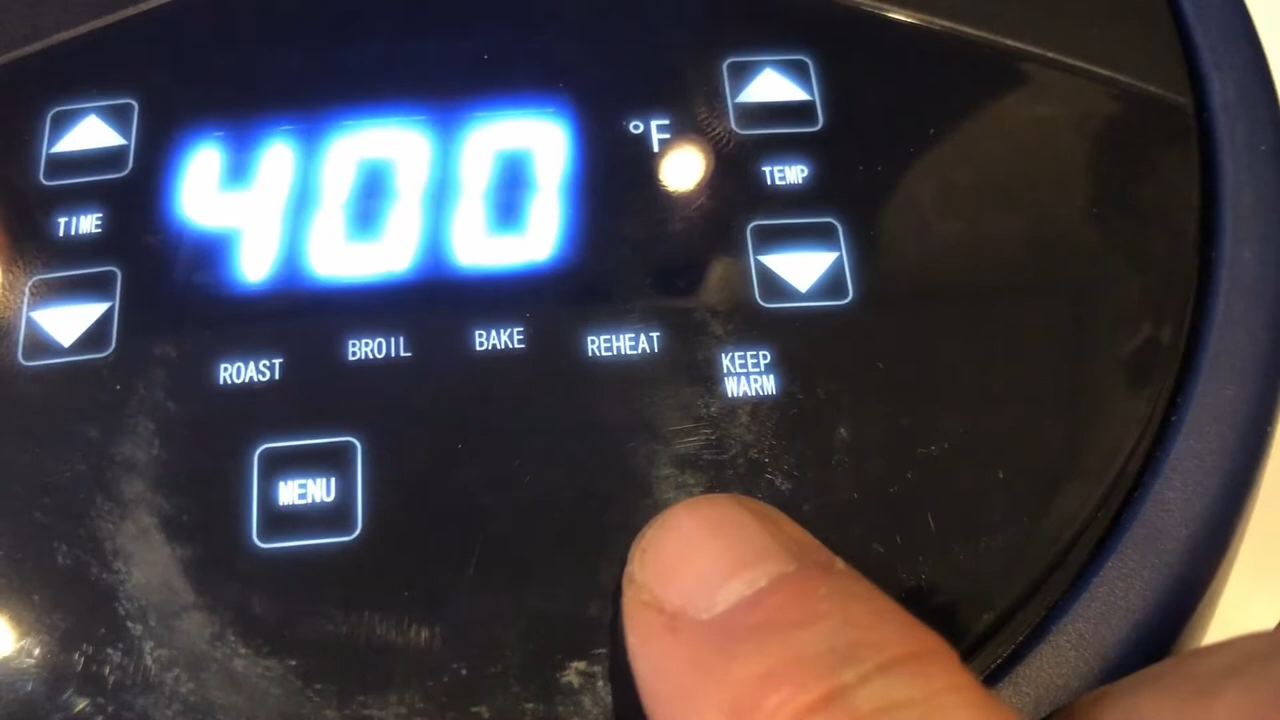 400 °F
TIME
TEMP
ROAST BROIL BAKE REHEAT KEEP
WARM
MENU